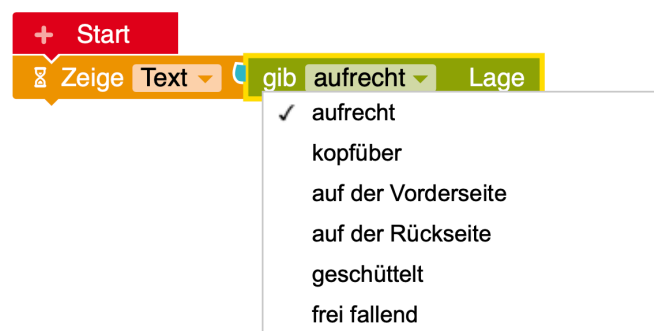 + Start
Zeige Text gib aufrecht Lage
✓ aufrecht
kopfüber
auf der Vorderseite
auf der Rückseite
geschüttelt
frei fallend